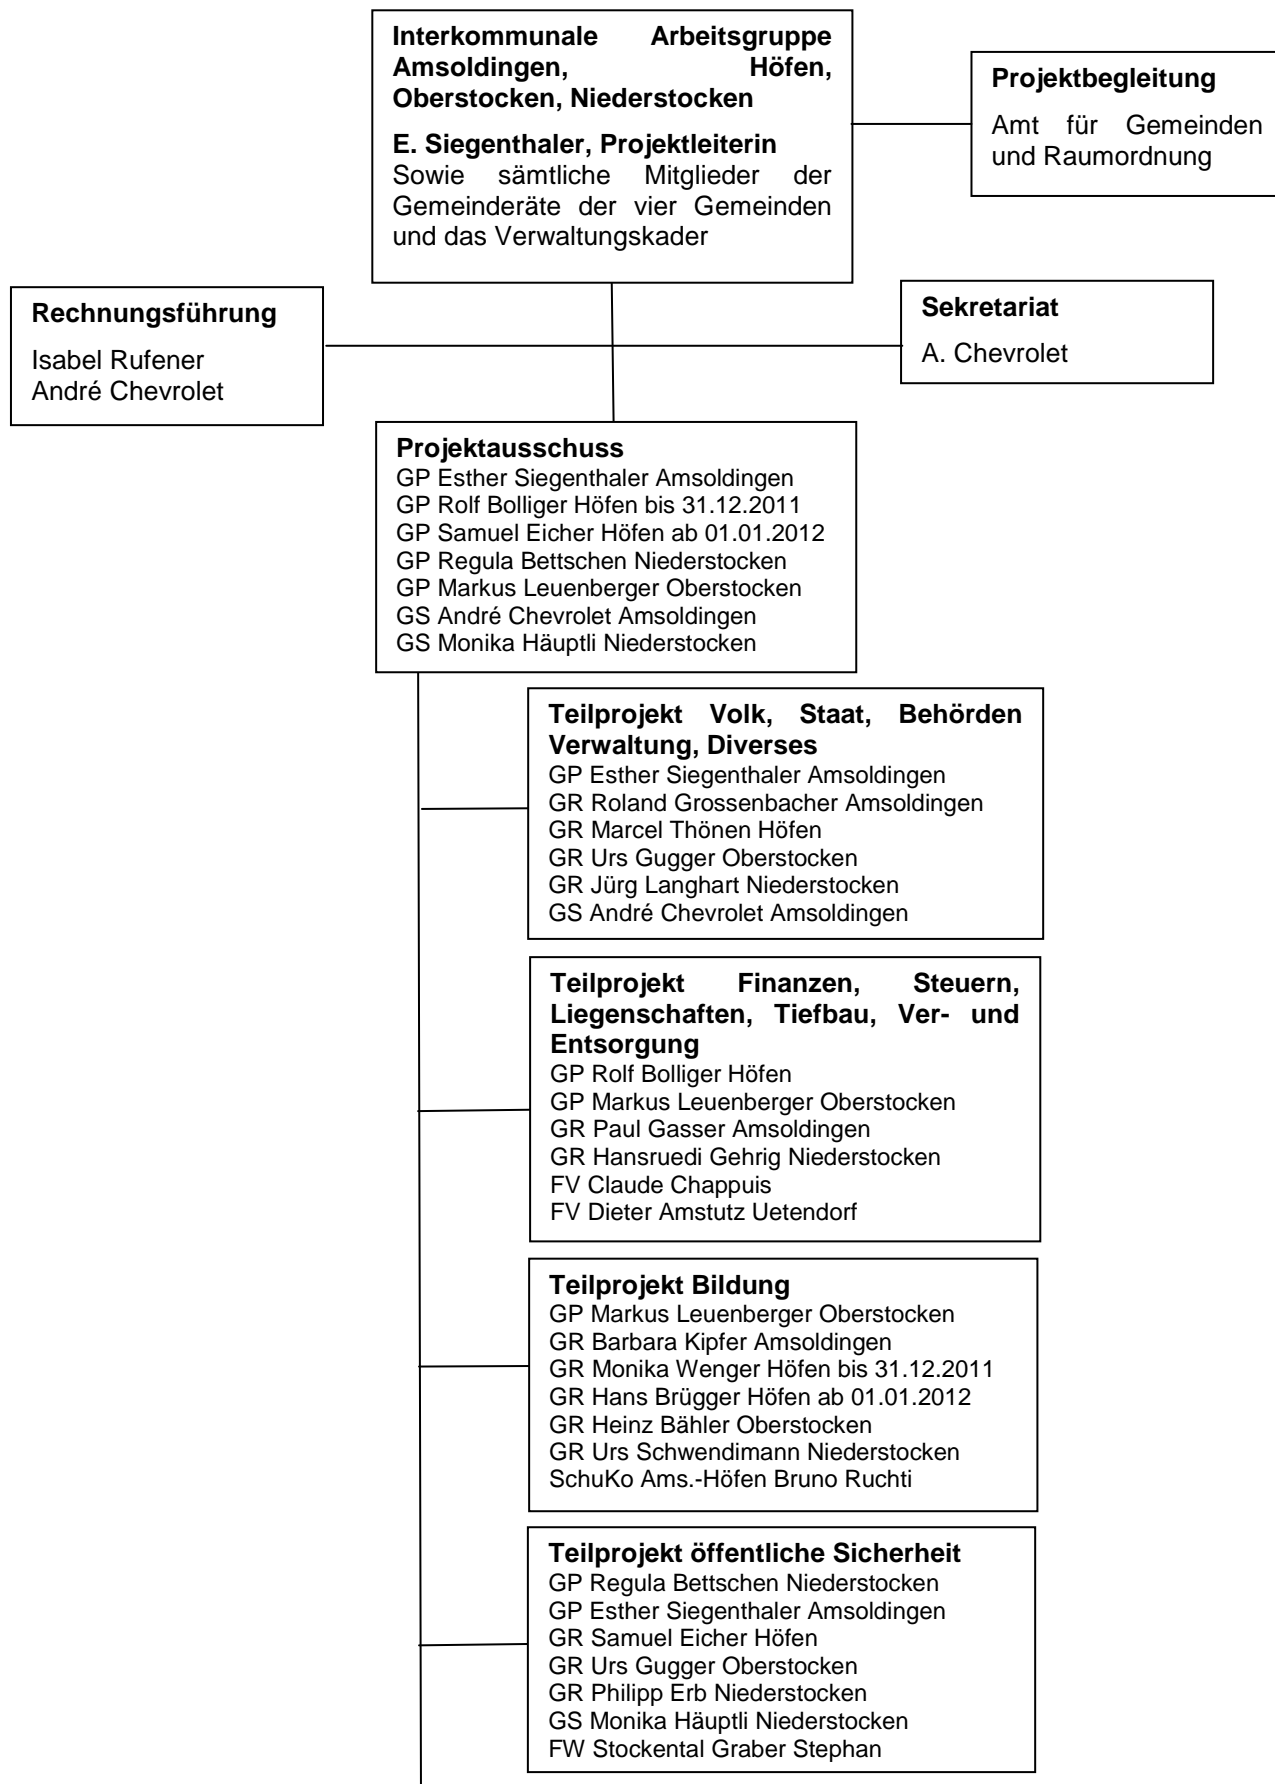 Interkommunale Arbeitsgruppe
Amsoldingen, Höfen,
Oberstocken, Niederstocken
E. Siegenthaler, Projektleiterin
Sowie sämtliche Mitglieder der
Gemeinderäte der vier Gemeinden
und das Verwaltungskader
Projektbegleitung
Amt für Gemeinden
und Raumordnung
Rechnungsführung
Isabel Rufener
André Chevrolet
Sekretariat
A. Chevrolet
Projektausschuss
GP Esther Siegenthaler Amsoldingen
GP Rolf Bolliger Höfen bis 31.12.2011
GP Samuel Eicher Höfen ab 01.01.2012
GP Regula Bettschen Niederstocken
GP Markus Leuenberger Oberstocken
GS André Chevrolet Amsoldingen
GS Monika Häuptli Niederstocken
Teilprojekt Volk, Staat, Behörden
Verwaltung, Diverses
GP Esther Siegenthaler Amsoldingen
GR Roland Grossenbacher Amsoldingen
GR Marcel Thönen Höfen
GR Urs Gugger Oberstocken
GR Jürg Langhart Niederstocken
GS André Chevrolet Amsoldingen
Teilprojekt Finanzen, Steuern,
Liegenschaften, Tiefbau, Ver- und
Entsorgung
GP Rolf Bolliger Höfen
GP Markus Leuenberger Oberstocken
GR Paul Gasser Amsoldingen
GR Hansruedi Gehrig Niederstocken
FV Claude Chappuis
FV Dieter Amstutz Uetendorf
Teilprojekt Bildung
GP Markus Leuenberger Oberstocken
GR Barbara Kipfer Amsoldingen
GR Monika Wenger Höfen bis 31.12.2011
GR Hans Brügger Höfen ab 01.01.2012
GR Heinz Bähler Oberstocken
GR Urs Schwendimann Niederstocken
SchuKo Ams.-Höfen Bruno Ruchti
Teilprojekt öffentliche Sicherheit
GP Regula Bettschen Niederstocken
GP Esther Siegenthaler Amsoldingen
GR Samuel Eicher Höfen
GR Urs Gugger Oberstocken
GR Philipp Erb Niederstocken
GS Monika Häuptli Niederstocken
FW Stockental Graber Stephan